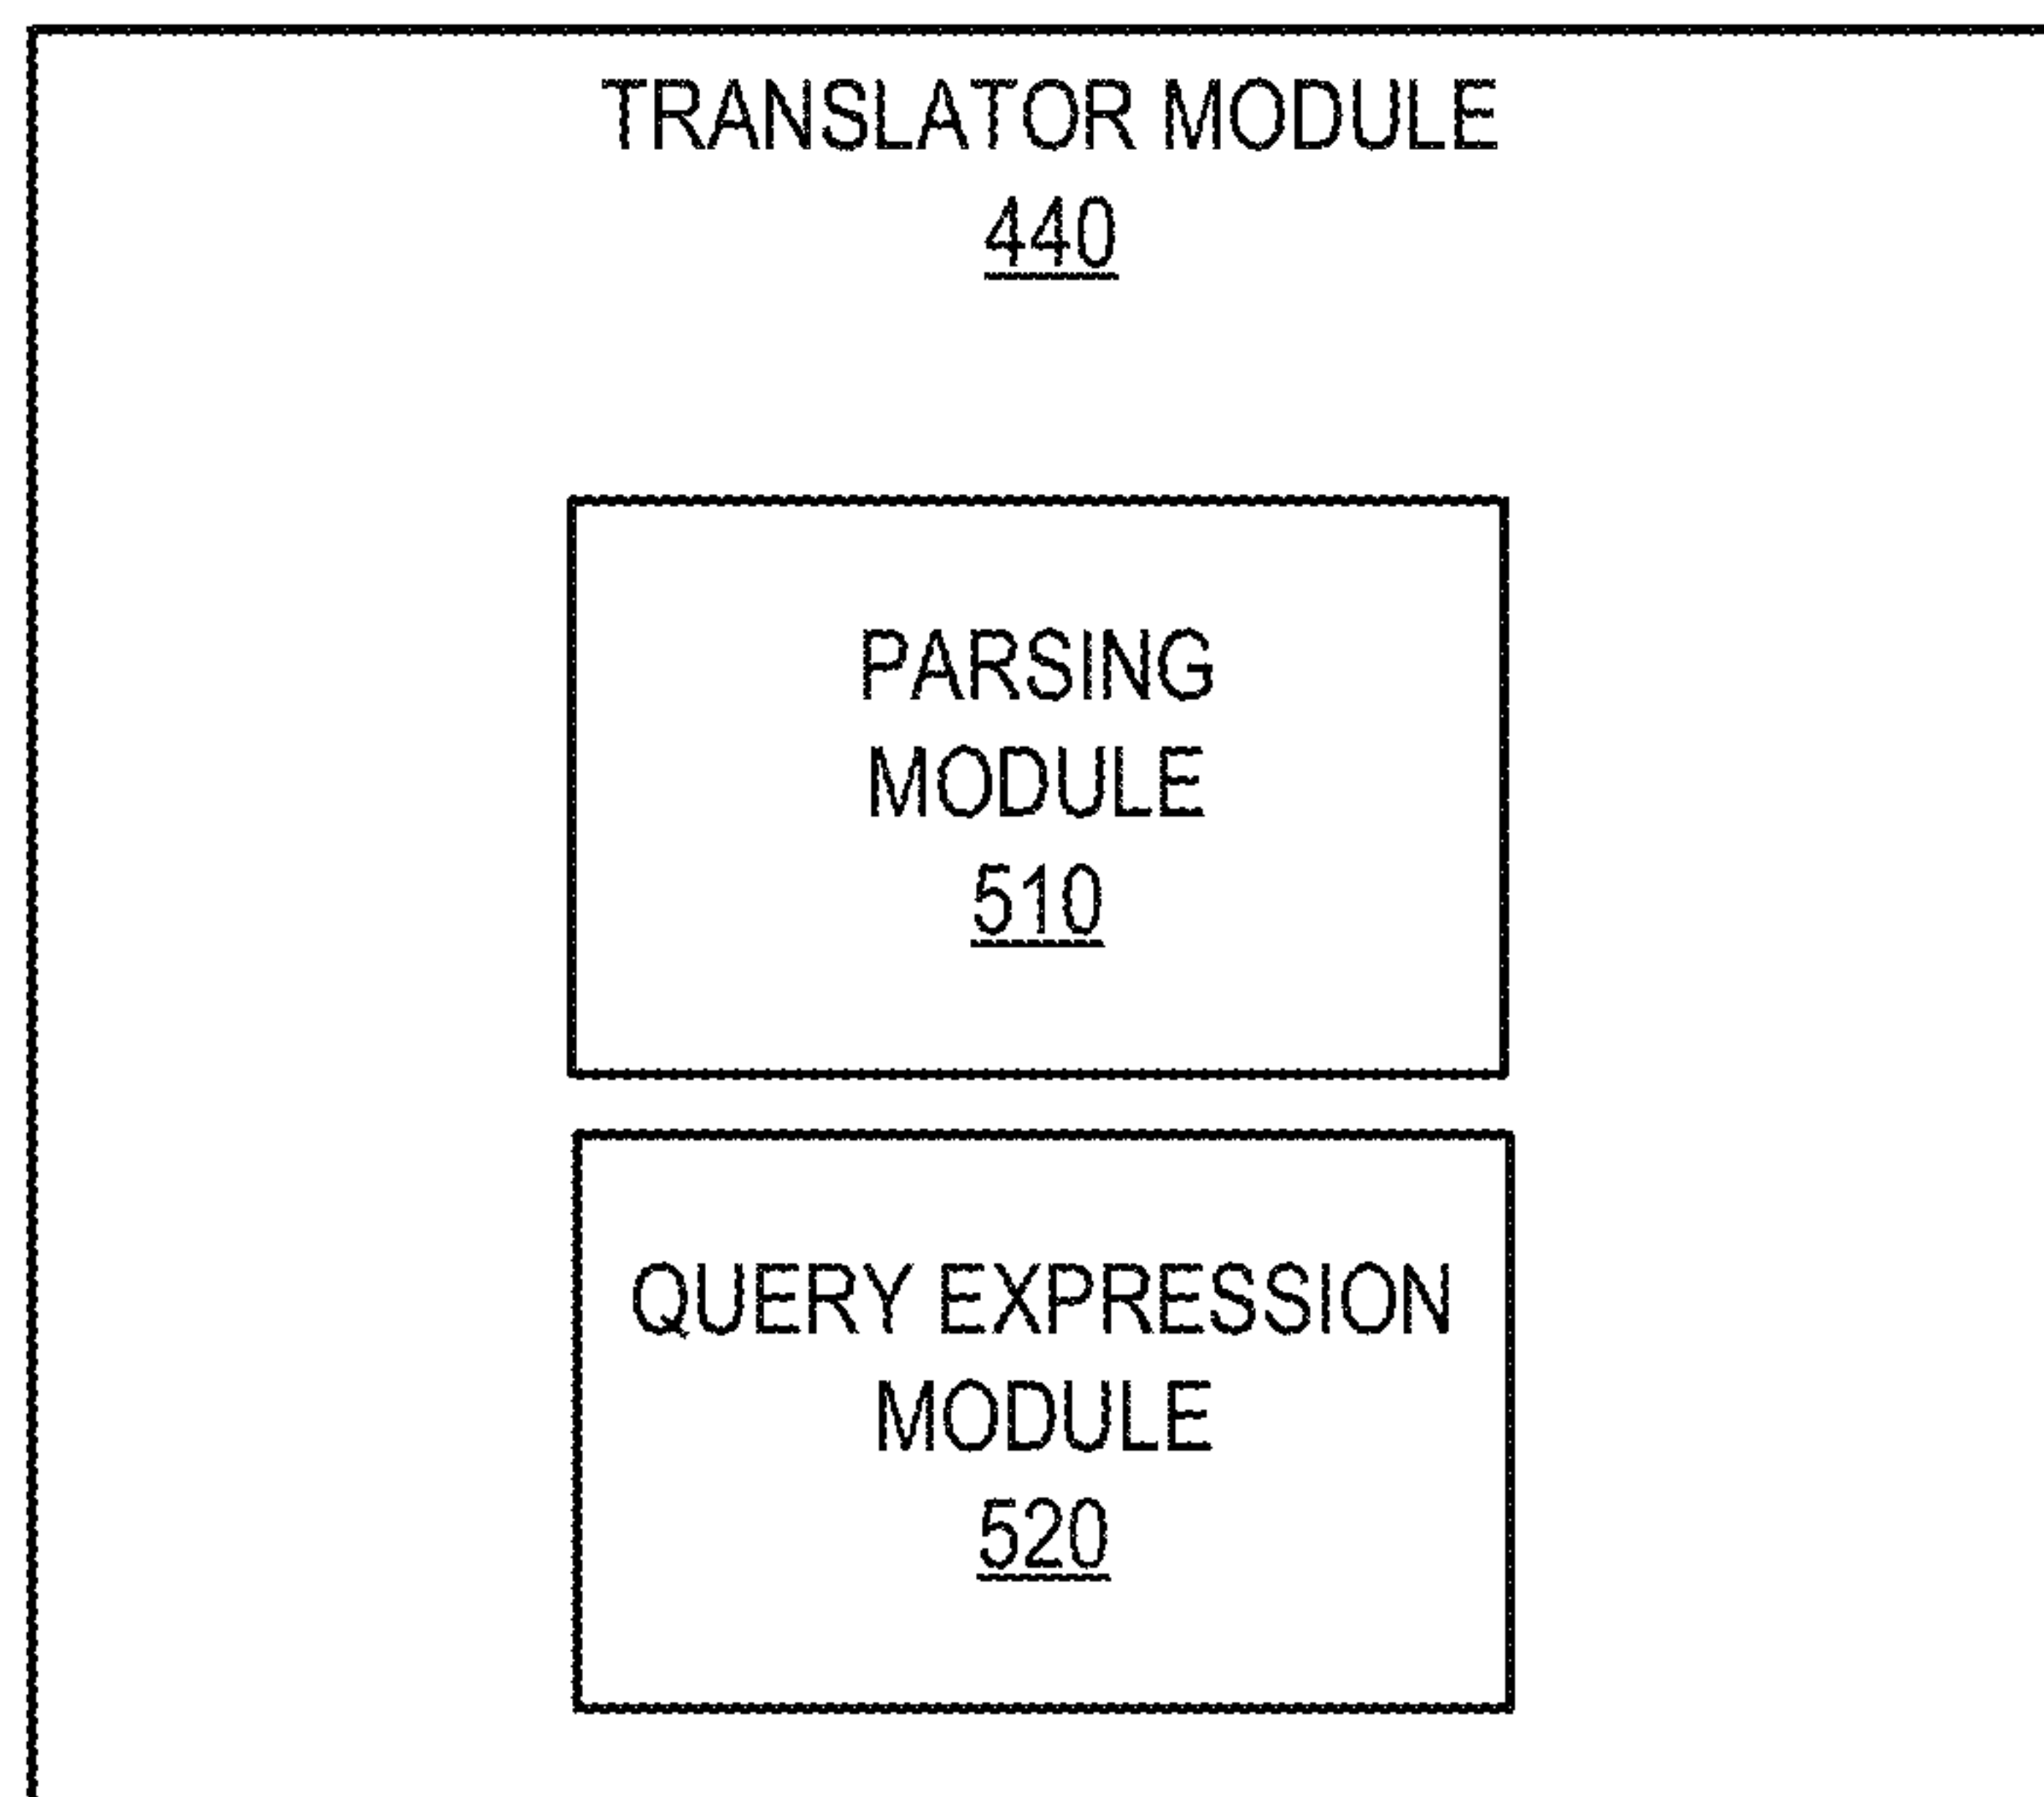 TRANSLATOR MODULE
440
PARSING
MODULE
510
QUERY EXPRESSION
MODULE
520